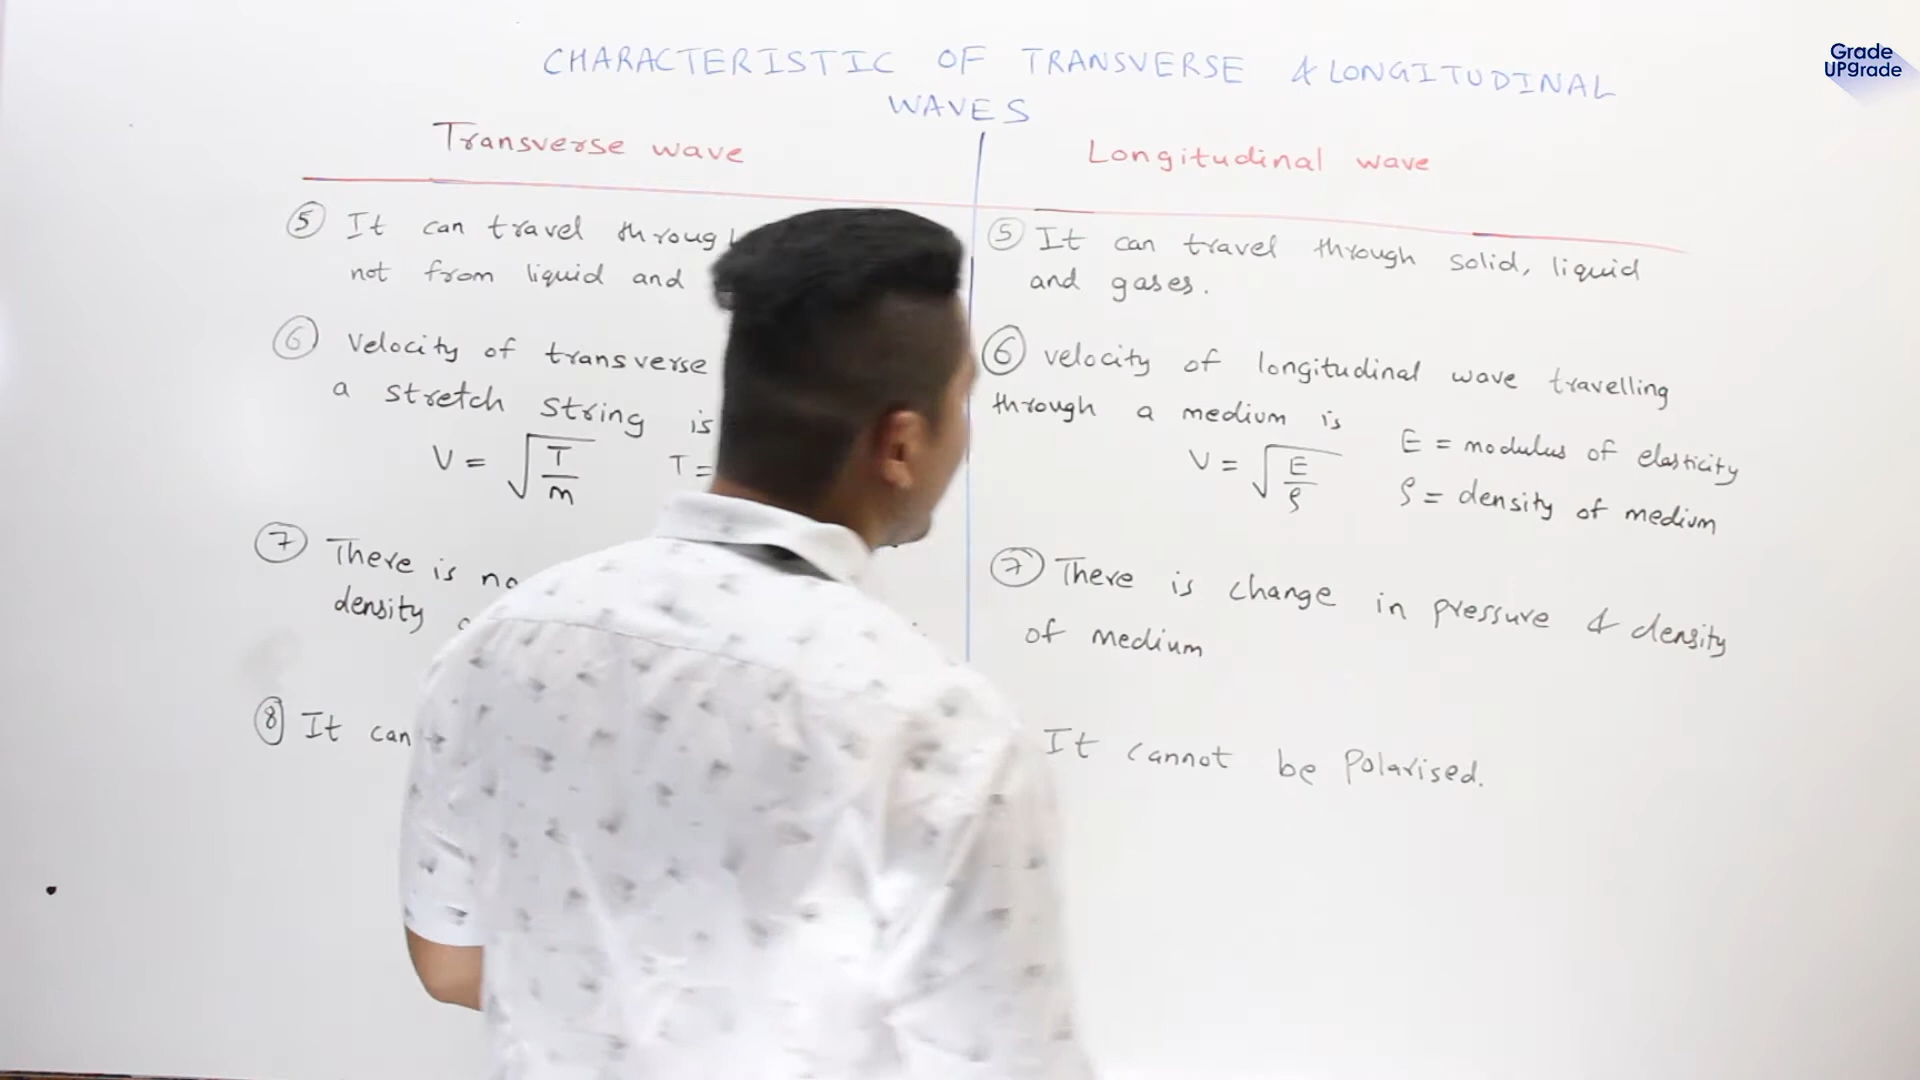 Grade
UPgrade
CHARACTERISTIC OF TRANSVERSE & LONGITUDINAL
WAVES
Transverse wave
⑤ It can travel
not from liquid and
⑥ Velocity of transverse
a stretch string is
V = √T/m T =
⑦ There is no
density
⑧ It can
Longitudinal wave
⑤ It can travel through solid, liquid
and gases.
⑥ velocity of longitudinal wave travelling
through a medium is
V = √E/ρ
E = modulus of elasticity
ρ = density of medium
⑦ There is change in pressure & density
of medium
It cannot be Polarised.